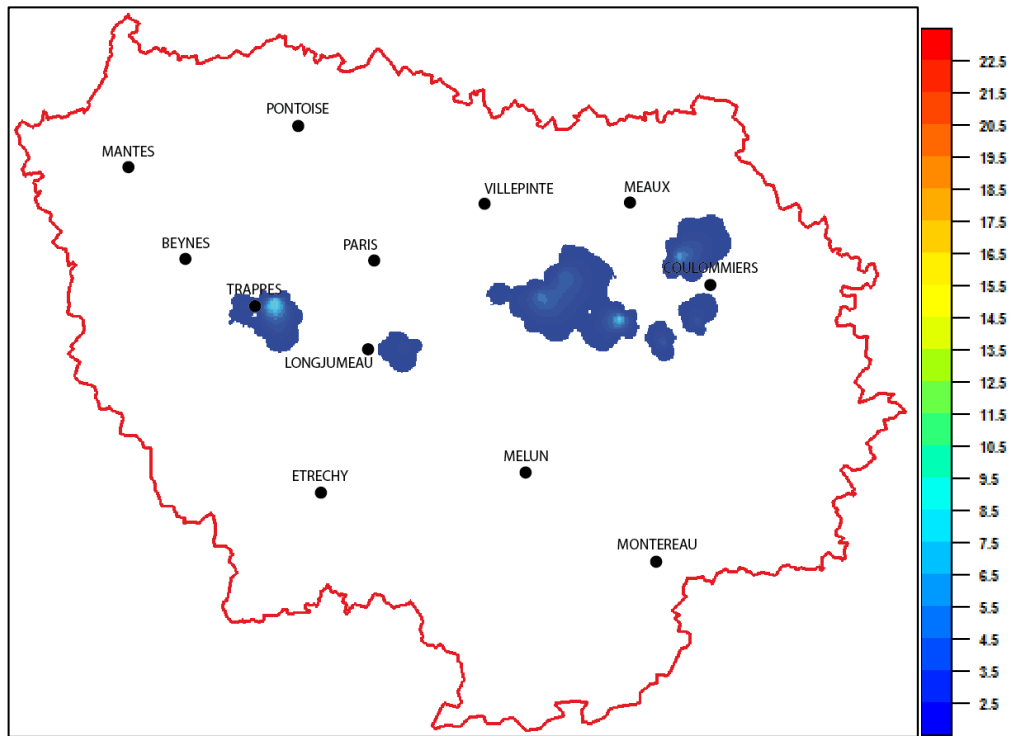 PONTOISE
MANTES
VILLEPINTE
MEAUX
BEYNES
PARIS
COULOMMIERS
TRAPPES
LONGJUMEAU
MELUN
ETRECHY
MONTEREAU
22.5
21.5
20.5
19.5
18.5
17.5
16.5
15.5
14.5
13.5
12.5
11.5
10.5
9.5
8.5
7.5
6.5
5.5
4.5
3.5
2.5